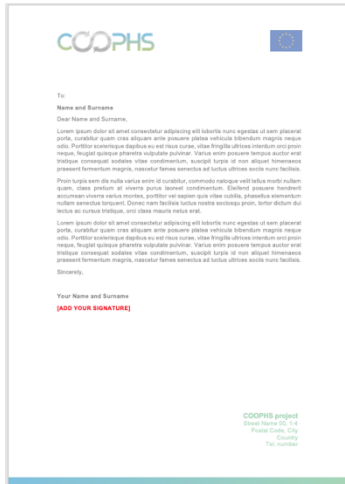 COOPHS
To:
Name and Surname
Dear Name and Surname,
Lorem ipsum dolor sit amet consectetur adipiscing elit lobortis nunc egestas ut sem placerat
porta, curabitur quam cras aliquam ante posuere platea vehicula bibendum magnis neque
odio. Porttitor scelerisque dapibus eu est risus curae, vitae fringilla ultrices interdum orci proin
neque, feugiat quisque pharetra vulputate pulvinar. Varius enim posuere tempus auctor erat
tristique consequat sodales vitae condimentum, suscipit turpis id non aliquet himenaeos
praesent fermentum magnis, nascetur fames senectus ad luctus ultrices sociis nunc facilisis.
Proin turpis sem dis nulla varius enim id curabitur, commodo natoque velit tellus morbi nullam
quam, class pretium at viverra purus laoreet condimentum. Eleifend posuere hendrerit
accumsan viverra varius montes, porttitor vel sapien quis vitae cubilia, phasellus elementum
nullam senectus torquent. Donec nam facilisis luctus nostra sociosqu proin, tortor dictum dui
lectus ac cursus tristique, orci class mauris netus erat.
Lorem ipsum dolor sit amet consectetur adipiscing elit lobortis nunc egestas ut sem placerat
porta, curabitur quam cras aliquam ante posuere platea vehicula bibendum magnis neque
odio. Porttitor scelerisque dapibus eu est risus curae, vitae fringilla ultrices interdum orci proin
neque, feugiat quisque pharetra vulputate pulvinar. Varius enim posuere tempus auctor erat
tristique consequat sodales vitae condimentum, suscipit turpis id non aliquet himenaeos
praesent fermentum magnis, nascetur fames senectus ad luctus ultrices sociis nunc facilisis.
Sincerely,
Your Name and Surname
[ADD YOUR SIGNATURE]
COOPHS project
Street Name 55, 1-4
Postal Code, City
Country
Tax number